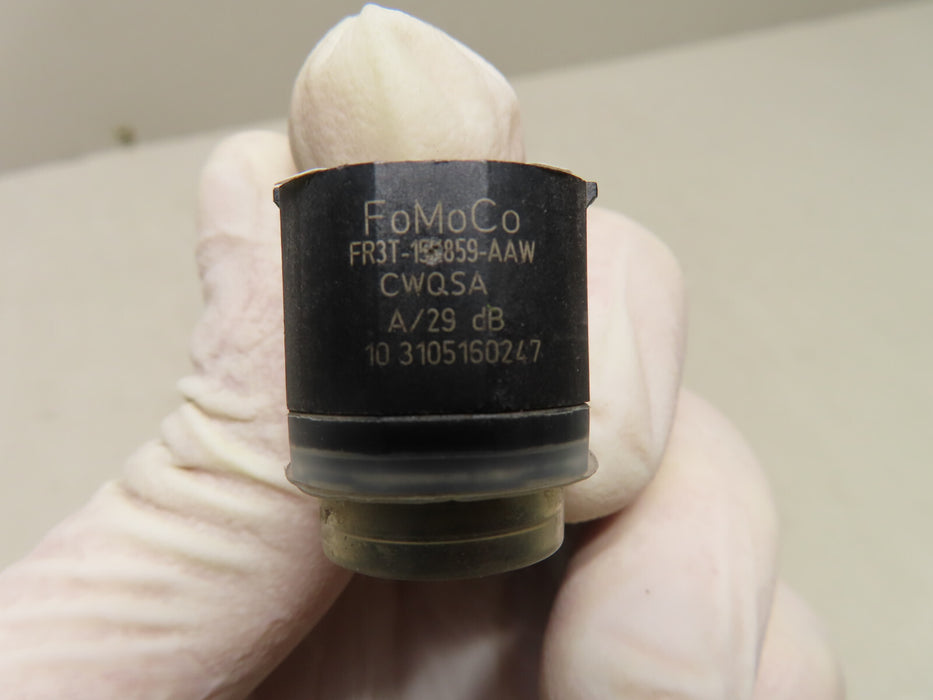 FoMoCo
CWQSA
A/29 dB
10 3105160247